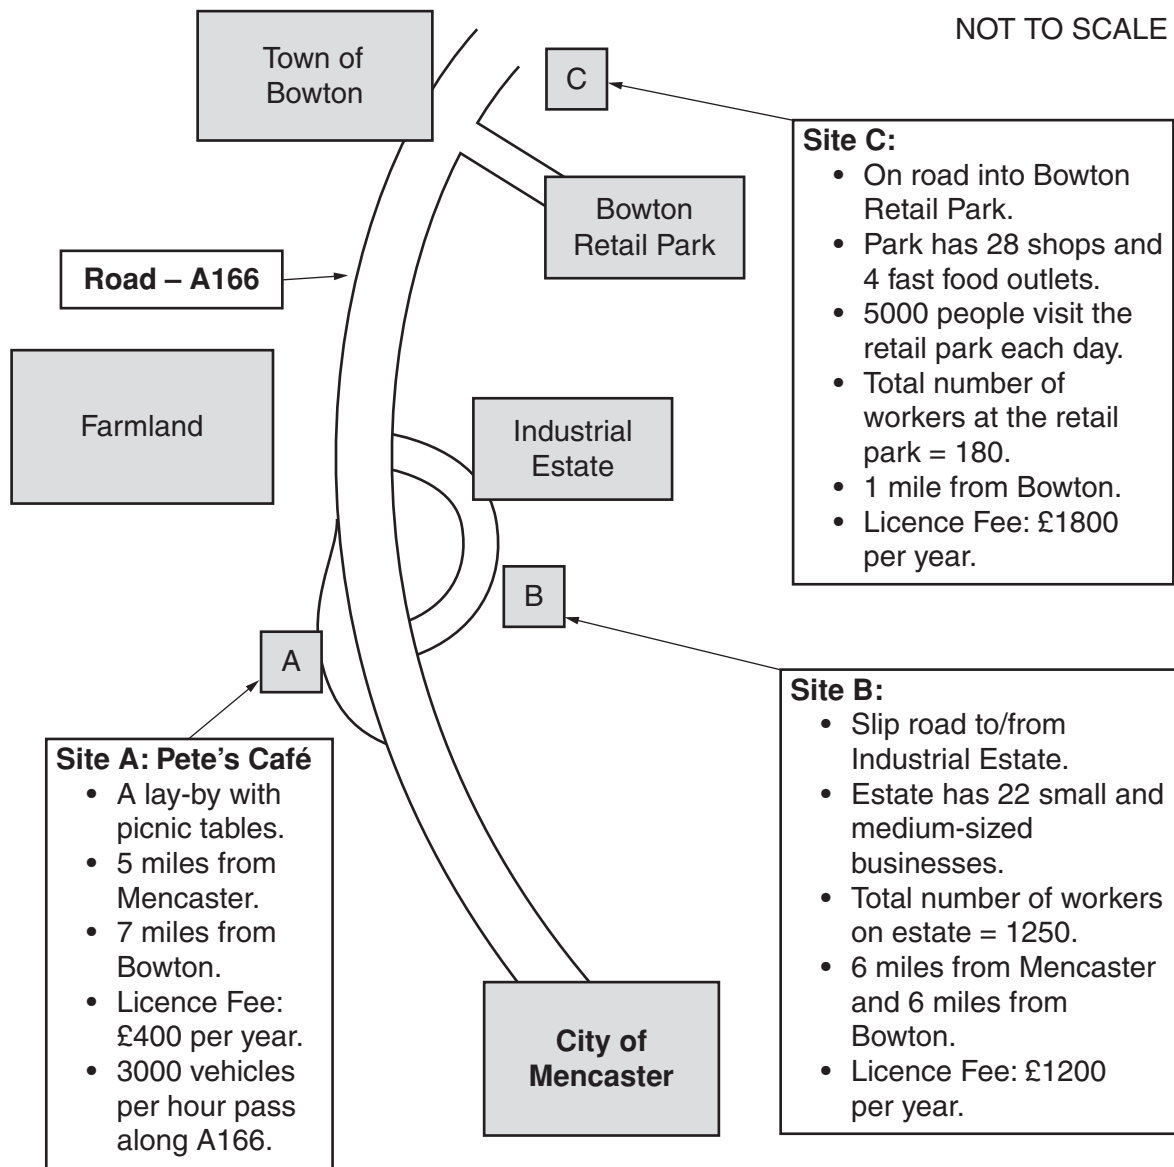 NOT TO SCALE
Town of
Bowton
C
Site C:
• On road into Bowton
Retail Park.
• Park has 28 shops and
4 fast food outlets.
• 5000 people visit the
retail park each day.
• Total number of
workers at the retail
park = 180.
• 1 mile from Bowton.
• Licence Fee: £1800
per year.
Bowton
Retail Park
Road – A166
Farmland
Industrial
Estate
B
A
Site B:
• Slip road to/from
Industrial Estate.
• Estate has 22 small and
medium-sized
businesses.
• Total number of workers
on estate = 1250.
• 6 miles from Mencaster
and 6 miles from
Bowton.
• Licence Fee: £1200
per year.
Site A: Pete’s Café
• A lay-by with
picnic tables.
• 5 miles from
Mencaster.
• 7 miles from
Bowton.
• Licence Fee:
£400 per year.
• 3000 vehicles
per hour pass
along A166.
City of
Mencaster